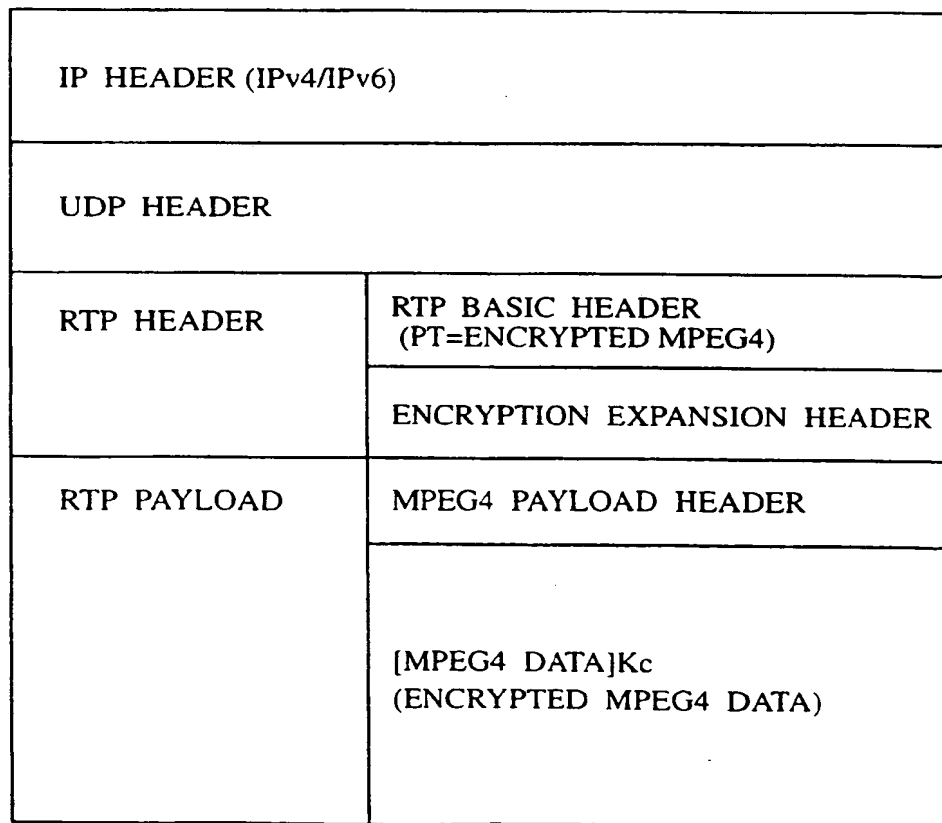 IP HEADER (IPv4/IPv6)
UDP HEADER
RTP HEADER
RTP BASIC HEADER
(PT=ENCRYPTED MPEG4)
ENCRYPTION EXPANSION HEADER
RTP PAYLOAD
MPEG4 PAYLOAD HEADER
[MPEG4 DATA]Kc
(ENCRYPTED MPEG4 DATA)